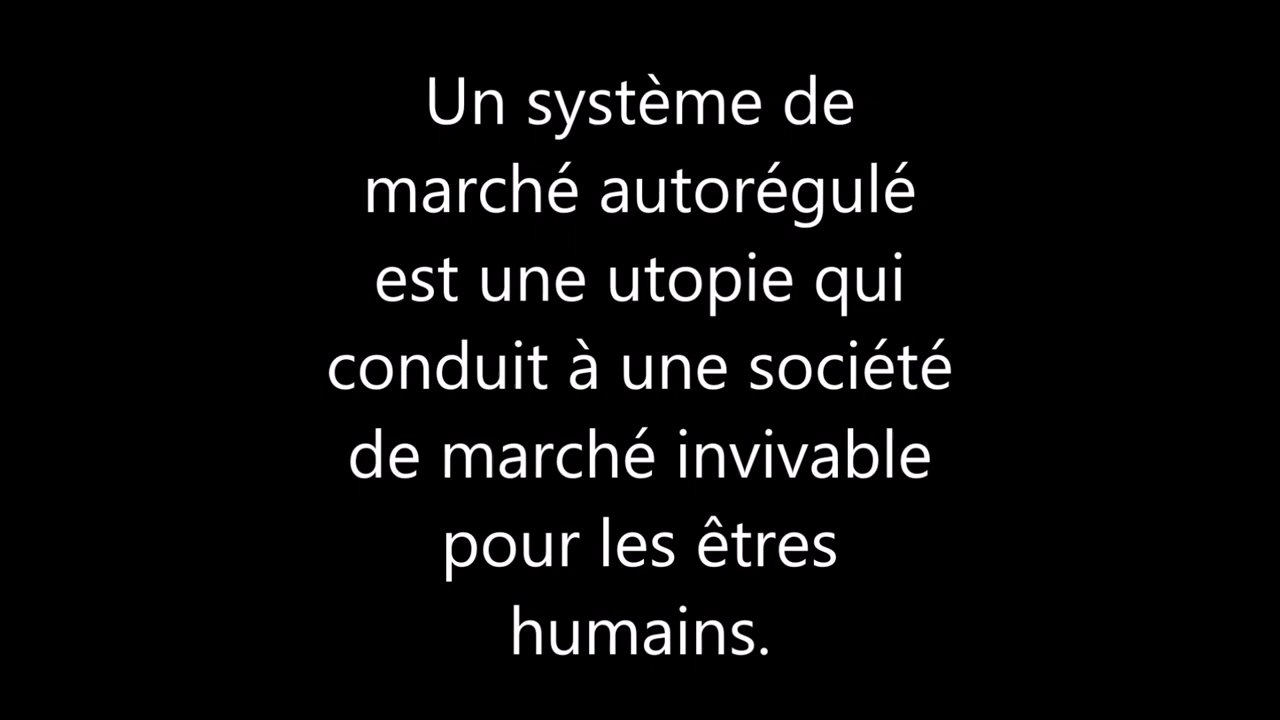 Un système de
marché autorégulé
est une utopie qui
conduit à une société
de marché invivable
pour les êtres
humains.